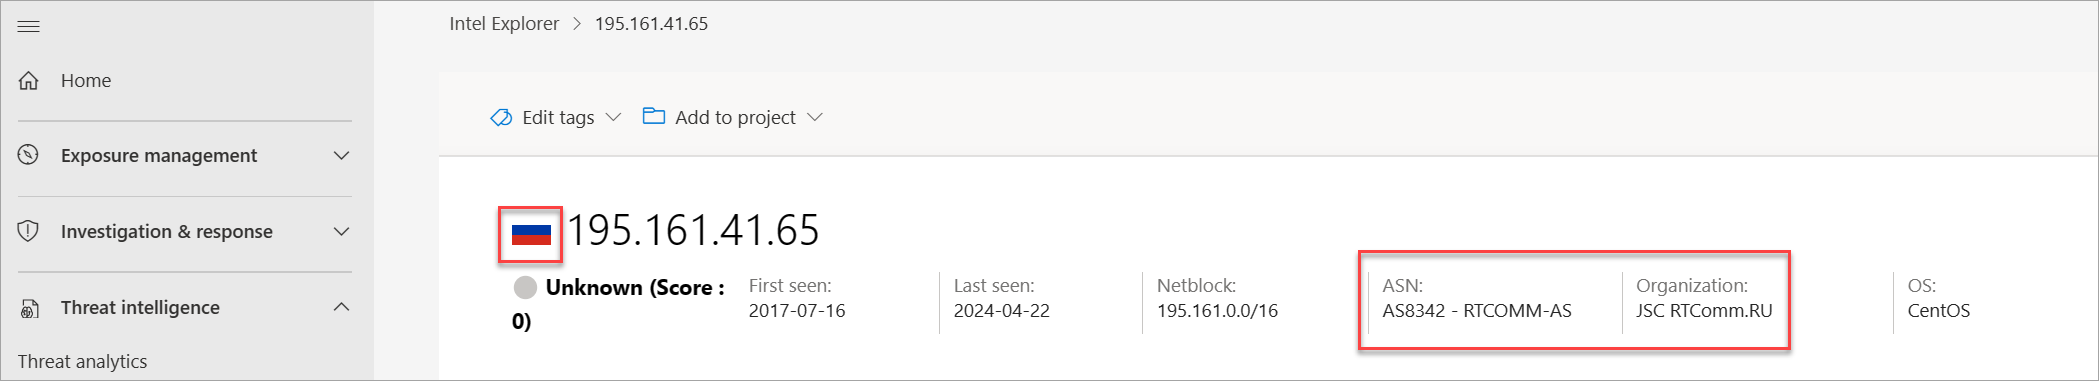 Intel Explorer > 195.161.41.65
Home
Exposure management
Investigation & response
Threat intelligence
Threat analytics
Edit tags
Add to project
195.161.41.65
Unknown (Score :
0)
First seen:
2017-07-16
Last seen:
2024-04-22
Netblock:
195.161.0.0/16
ASN:
AS8342 - RTCOMM-AS
Organization:
JSC RTComm.RU
OS:
CentOS